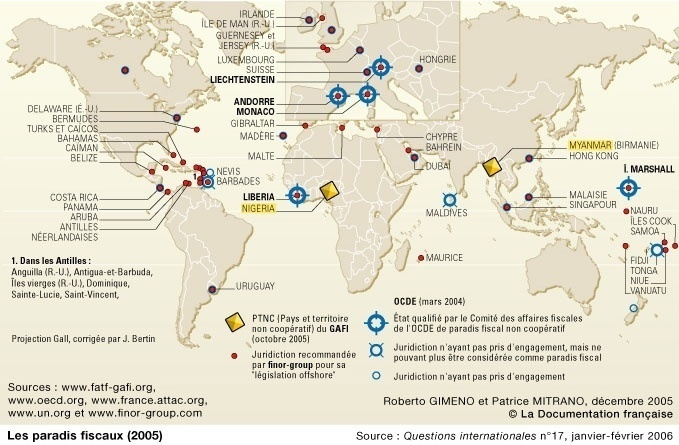 IRLANDE
ÎLE DE MAN (R.-U.)
GUERNESEY et
JERSEY (R.-U.)
LUXEMBOURG
SUISSE
LIECHTENSTEIN
HONGRIE
ANDORRE
MONACO
GIBRALTAR
MADÈRE
MALTE
CHYPRE
BAHREIN
DUBAÏ
DELAWARE (É.-U.)
BERMUDES
TURKS ET CAÏCOS
BAHAMAS
CAÏMAN
BELIZE
1
NEVIS
BARBADES
COSTA RICA
PANAMA
ARUBA
ANTILLES
NÉERLANDAISES
LIBERIA
NIGERIA
MYANMAR (BIRMANIE)
HONG KONG
Î. MARSHALL
MALAISIE
SINGAPOUR
MALDIVES
MAURICE
NAURU
ÎLES COOK
SAMOA
FIDJI
TONGA
NIUE
VANUATU
URUGUAY
1. Dans les Antilles :
Anguilla (R.-U.), Antigua-et-Barbuda,
Îles vierges (R.-U.), Dominique,
Sainte-Lucie, Saint-Vincent,
Projection Gall, corrigée par J. Bertin
PTNC (Pays et territoire
non coopératif) du GAFI
(octobre 2005)
Juridiction recommandée
par finor-group pour sa
"législation offshore"
OCDE (mars 2004)
État qualifié par le Comité des affaires fiscales
de l'OCDE de paradis fiscal non coopératif
Juridiction n'ayant pas pris d'engagement, mais ne
pouvant plus être considérée comme paradis fiscal
Juridiction n'ayant pas pris d'engagement
Sources : www.fatf-gafi.org,
www.oecd.org, www.france.attac.org,
www.un.org et www.finor-group.com
Roberto GIMENO et Patrice MITRANO, décembre 2005
© La Documentation française
Les paradis fiscaux (2005)
Source : Questions internationales n°17, janvier-février 2006